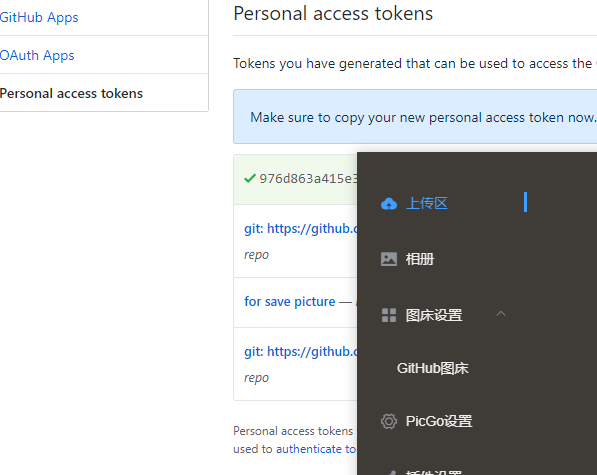 GitHub Apps
OAuth Apps
Personal access tokens
Personal access tokens
Tokens you have generated that can be used to access the
Make sure to copy your new personal access token now.
976d863a415e3
git: https://github.c
repo
for save picture —
git: https://github.c
repo
Personal access tokens
used to authenticate to
上传区
相册
图床设置
GitHub图床
PicGo设置